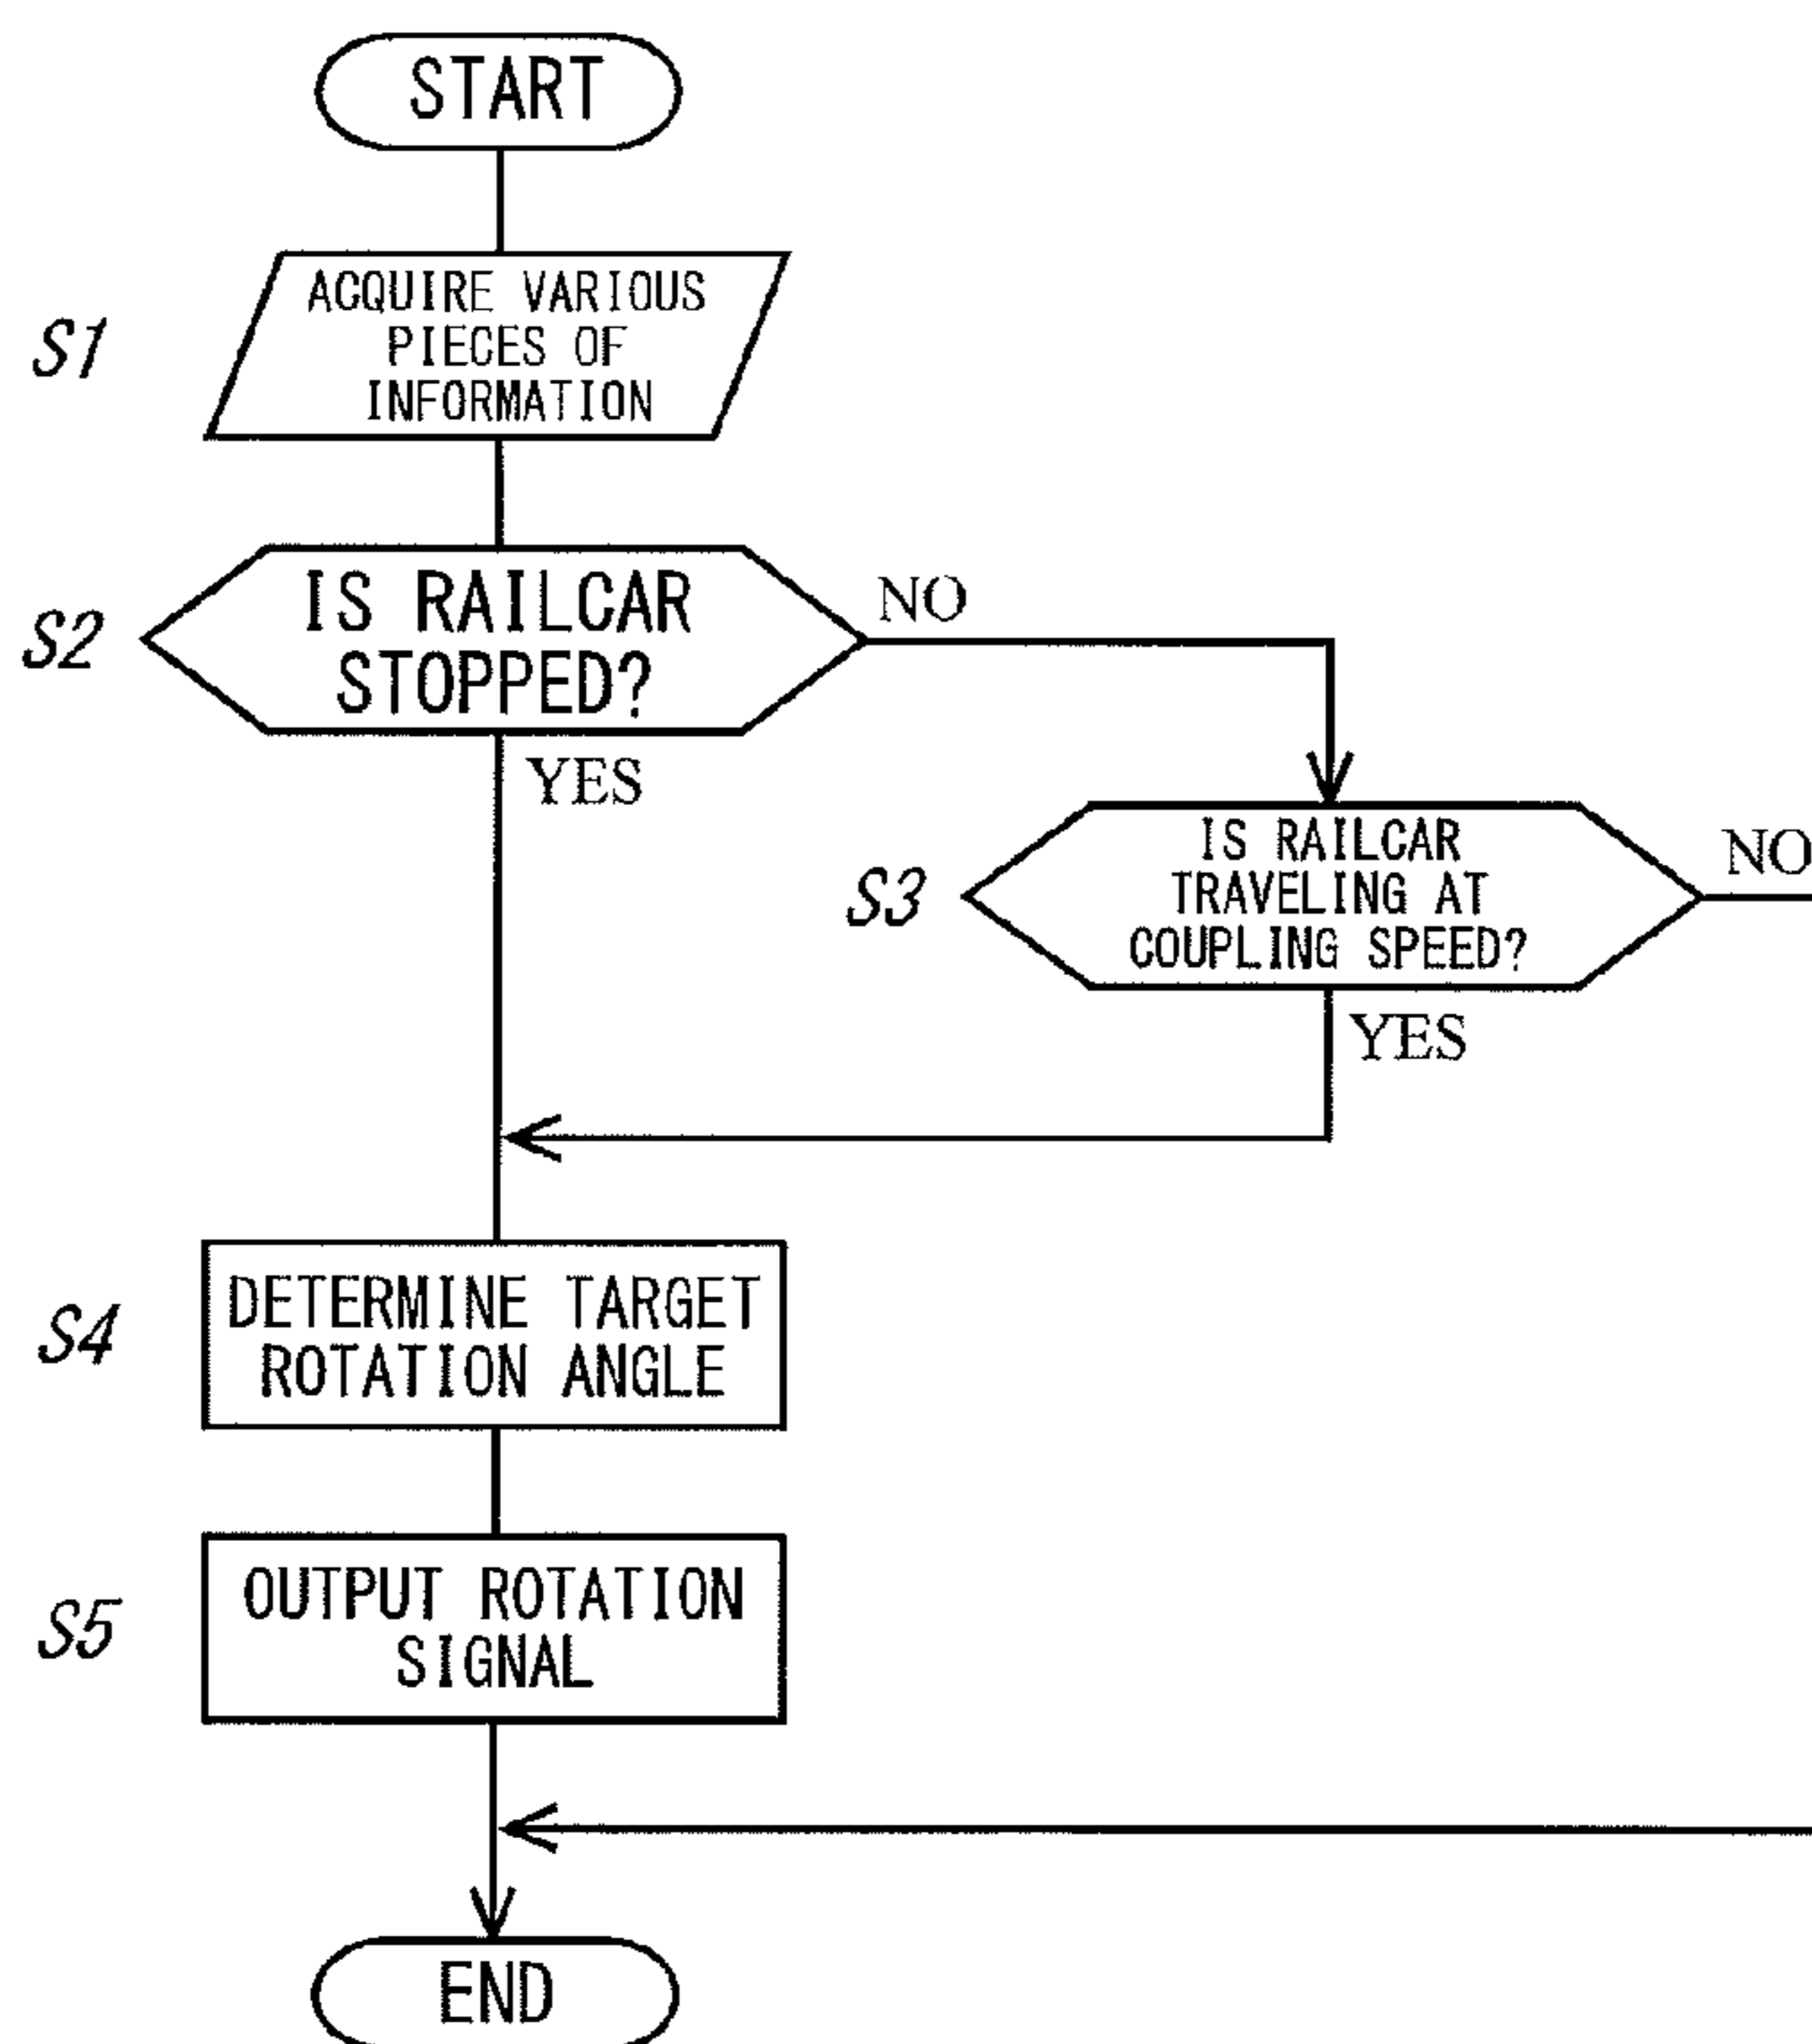 START
S1
ACQUIRE VARIOUS
PIECES OF
INFORMATION
S2
IS RAILCAR
STOPPED?
NO
YES
S3
IS RAILCAR
TRAVELING AT
COUPLING SPEED?
NO
YES
S4
DETERMINE TARGET
ROTATION ANGLE
S5
OUTPUT ROTATION
SIGNAL
END